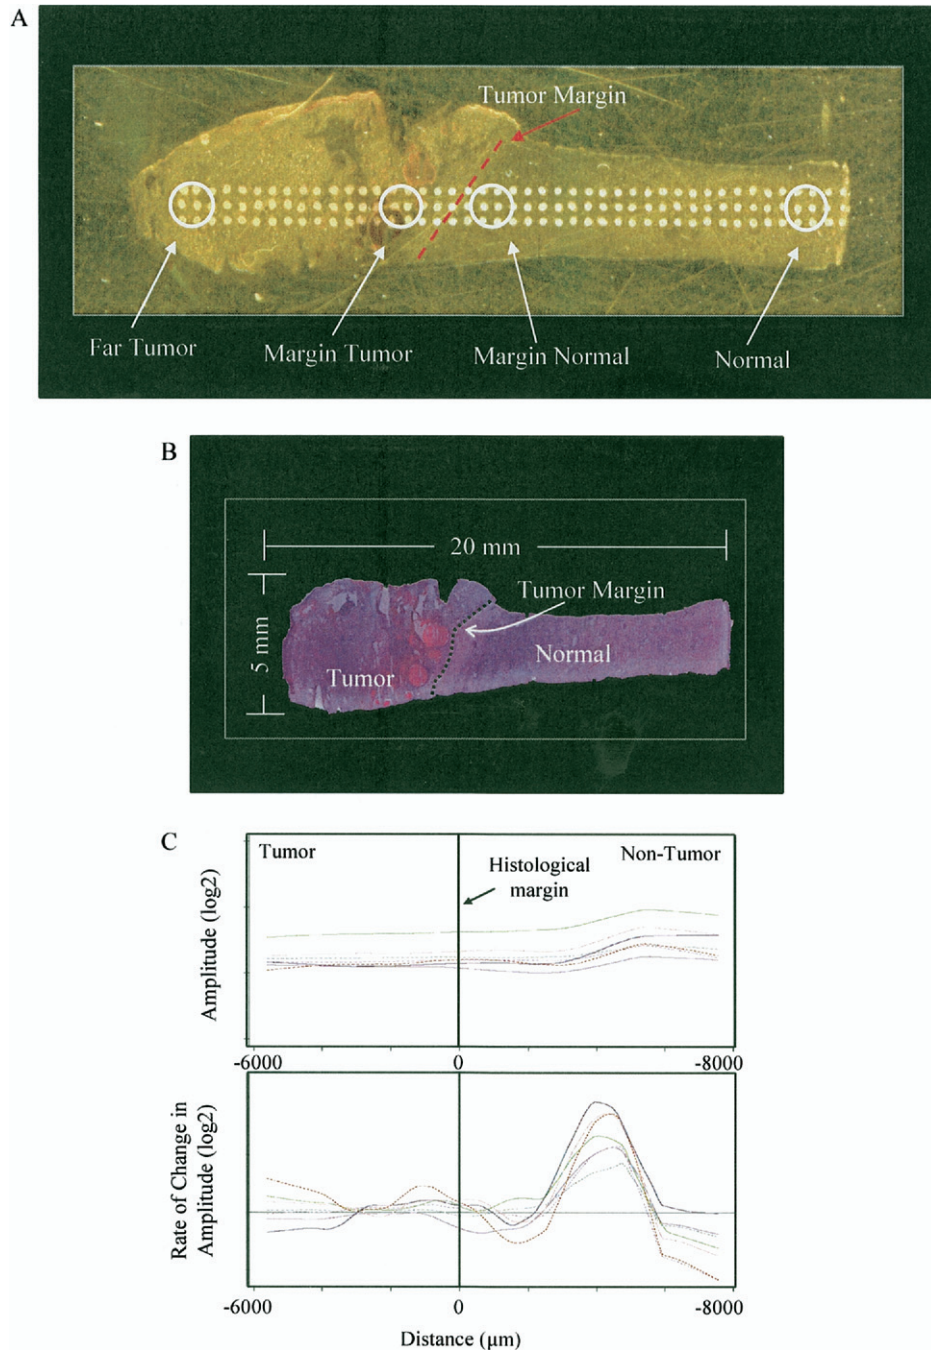 A
Tumor Margin
Far Tumor
Margin Tumor
Margin Normal
Normal
B
20 mm
5 mm
Tumor Margin
Tumor
Normal
C
Tumor
Non-Tumor
Histological
margin
Amplitude (log2)
-6000
0
-8000
Rate of Change in
Amplitude (log2)
-6000
0
-8000
Distance (μm)